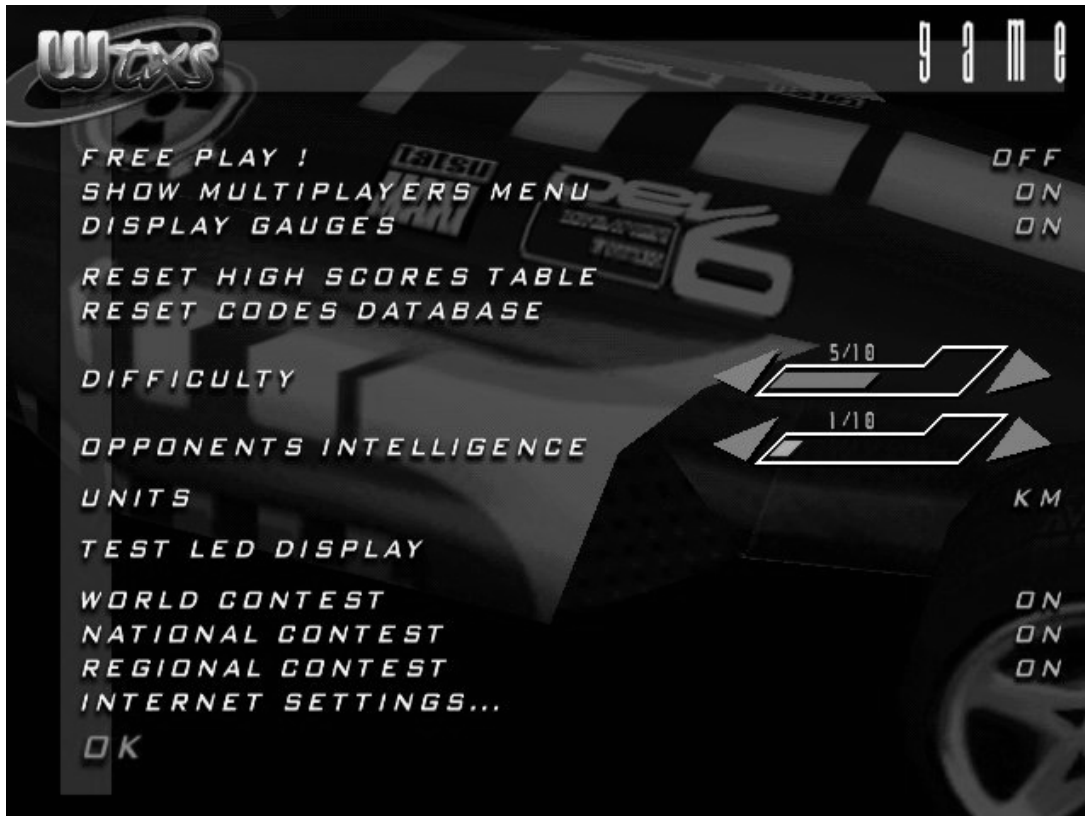 Wtxs
game
FREE PLAY ! OFF
SHOW MULTIPLAYERS MENU ON
DISPLAY GAUGES ON
RESET HIGH SCORES TABLE
RESET CODES DATABASE
5/10
DIFFICULTY
1/10
OPPONENTS INTELLIGENCE
UNITS KM
TEST LED DISPLAY
WORLD CONTEST ON
NATIONAL CONTEST ON
REGIONAL CONTEST ON
INTERNET SETTINGS...
OK